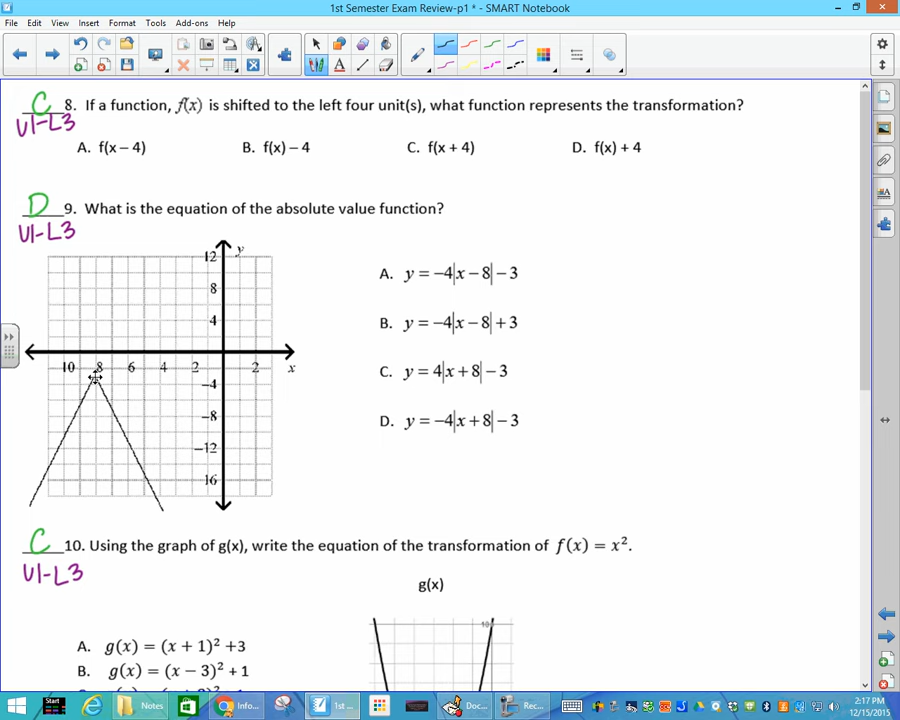 1st Semester Exam Review-p1 * - SMART Notebook
File Edit View Insert Format Tools Add-ons Help
C 8. If a function, f(x) is shifted to the left four unit(s), what function represents the transformation?
U1-L3
A. f(x – 4) B. f(x) – 4 C. f(x + 4) D. f(x) + 4
D 9. What is the equation of the absolute value function?
U1-L3
12 y
8
4
10 8 6 4 2 2 x
−4
−8
−12
16
A. y = −4|x − 8| − 3
B. y = −4|x − 8| + 3
C. y = 4|x + 8| − 3
D. y = −4|x + 8| − 3
C 10. Using the graph of g(x), write the equation of the transformation of f(x) = x².
U1-L3
g(x)
10
A. g(x) = (x + 1)² +3
B. g(x) = (x − 3)² + 1
Start Notes Info... 1st ... Doc... Rec...
2:17 PM
12/15/2015